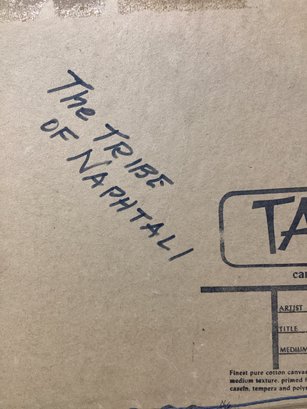 The TRIBE
OF NAPHTALI
TA
ca
ARTIST
TITLE
MEDIUM
Finest pure cotton canvas
medium texture, primed
casein, tempera and poly